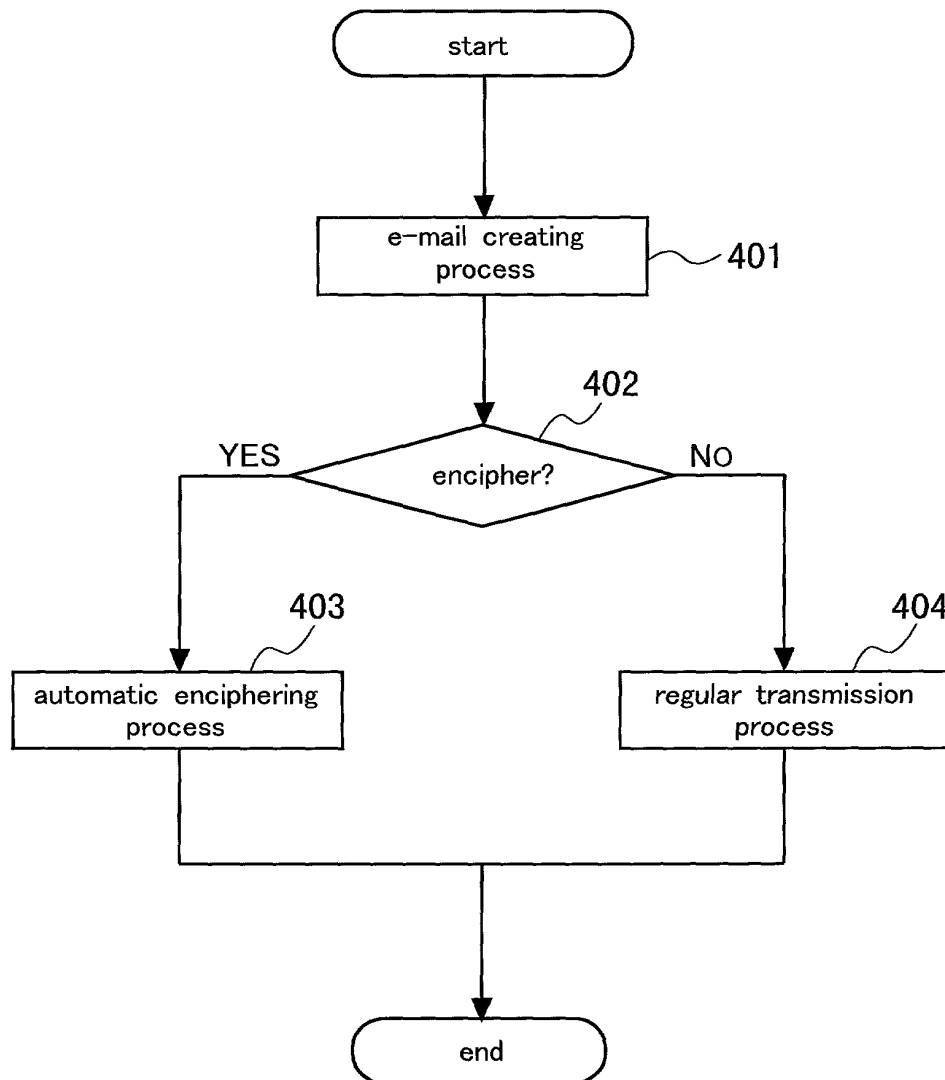 start
e-mail creating
process
401
402
YES
encipher?
NO
403
404
automatic enciphering
process
regular transmission
process
end